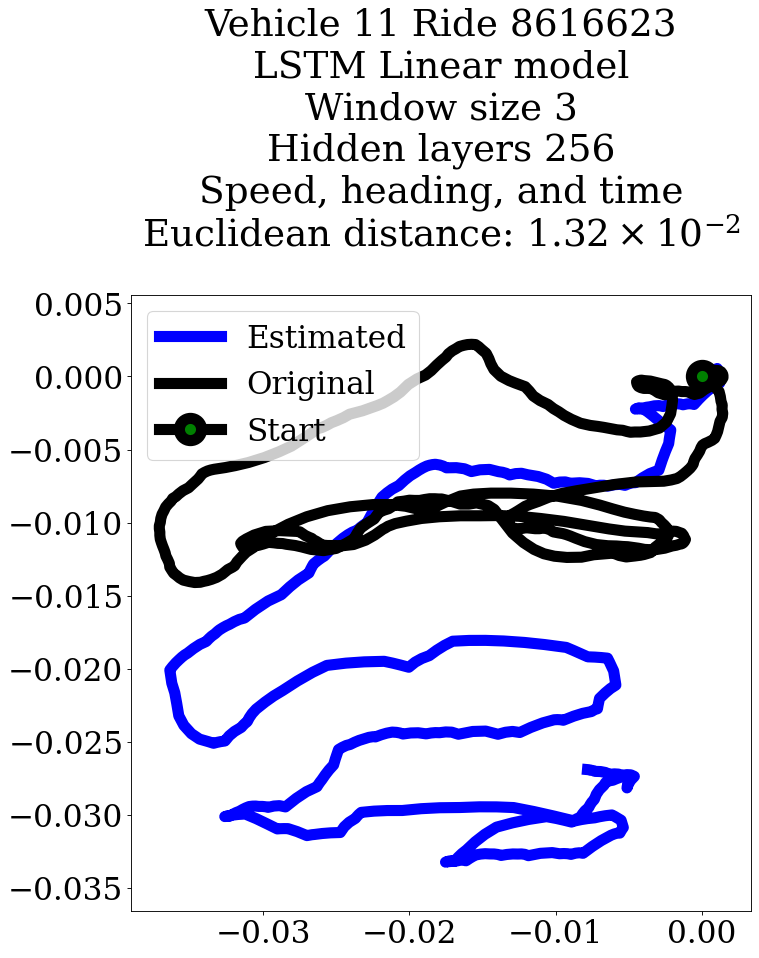 Vehicle 11 Ride 8616623
LSTM Linear model
Window size 3
Hidden layers 256
Speed, heading, and time
Euclidean distance: 1.32 × 10⁻²
Estimated
Original
Start
0.005
0.000
−0.005
−0.010
−0.015
−0.020
−0.025
−0.030
−0.035
−0.03
−0.02
−0.01
0.00